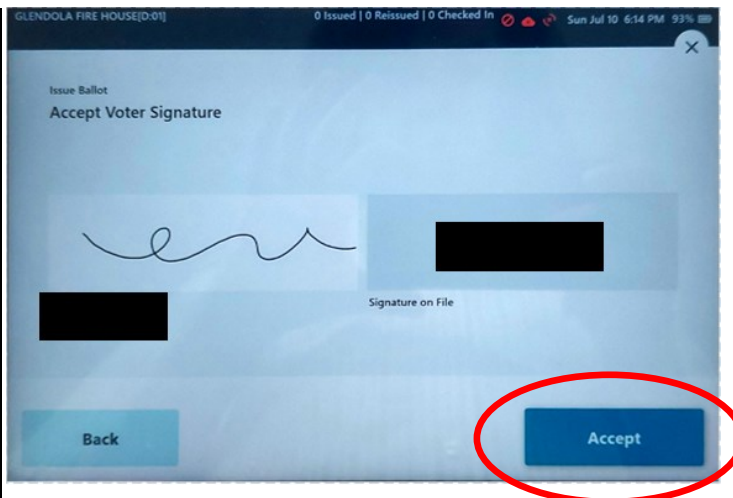 GLENDOLA FIRE HOUSE[D:01] 0 Issued | 0 Reissued | 0 Checked In Sun Jul 10 6:14 PM 93%
Issue Ballot
Accept Voter Signature
Signature on File
Back Accept